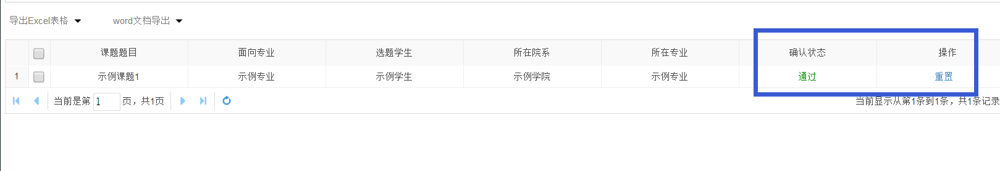 导出Excel表格 word文档导出
课题题目 面向专业 选题学生 所在院系 所在专业 确认状态 操作
1 示例课题1 示例专业 示例学生 示例学院 示例专业 通过 重置
当前是第 1 页，共1页 当前显示从第1条到1条，共1条记录